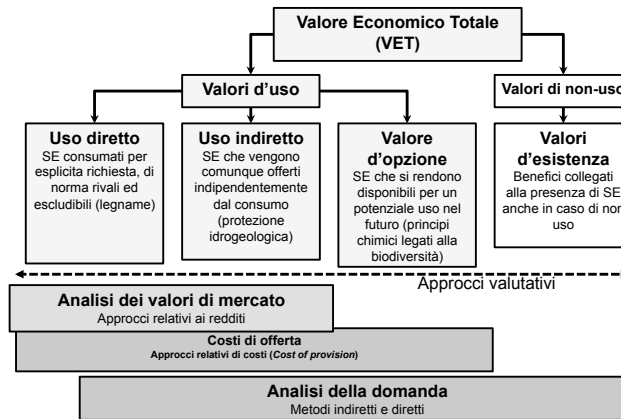 Valore Economico Totale
(VET)
Valori d'uso
Valori di non-uso
Uso diretto
SE consumati per
esplicita richiesta, di
norma rivali ed
escludibili (legname)
Uso indiretto
SE che vengono
comunque offerti
indipendentemente
dal consumo
(protezione
idrogeologica)
Valore
d'opzione
SE che si rendono
disponibili per un
potenziale uso nel
futuro (principi
chimici legati alla
biodiversità)
Valori
d'esistenza
Benefici collegati
alla presenza di SE
anche in caso di non
uso
Approcci valutativi
Analisi dei valori di mercato
Approcci relativi ai redditi
Costi di offerta
Approcci relativi di costi (Cost of provision)
Analisi della domanda
Metodi indiretti e diretti